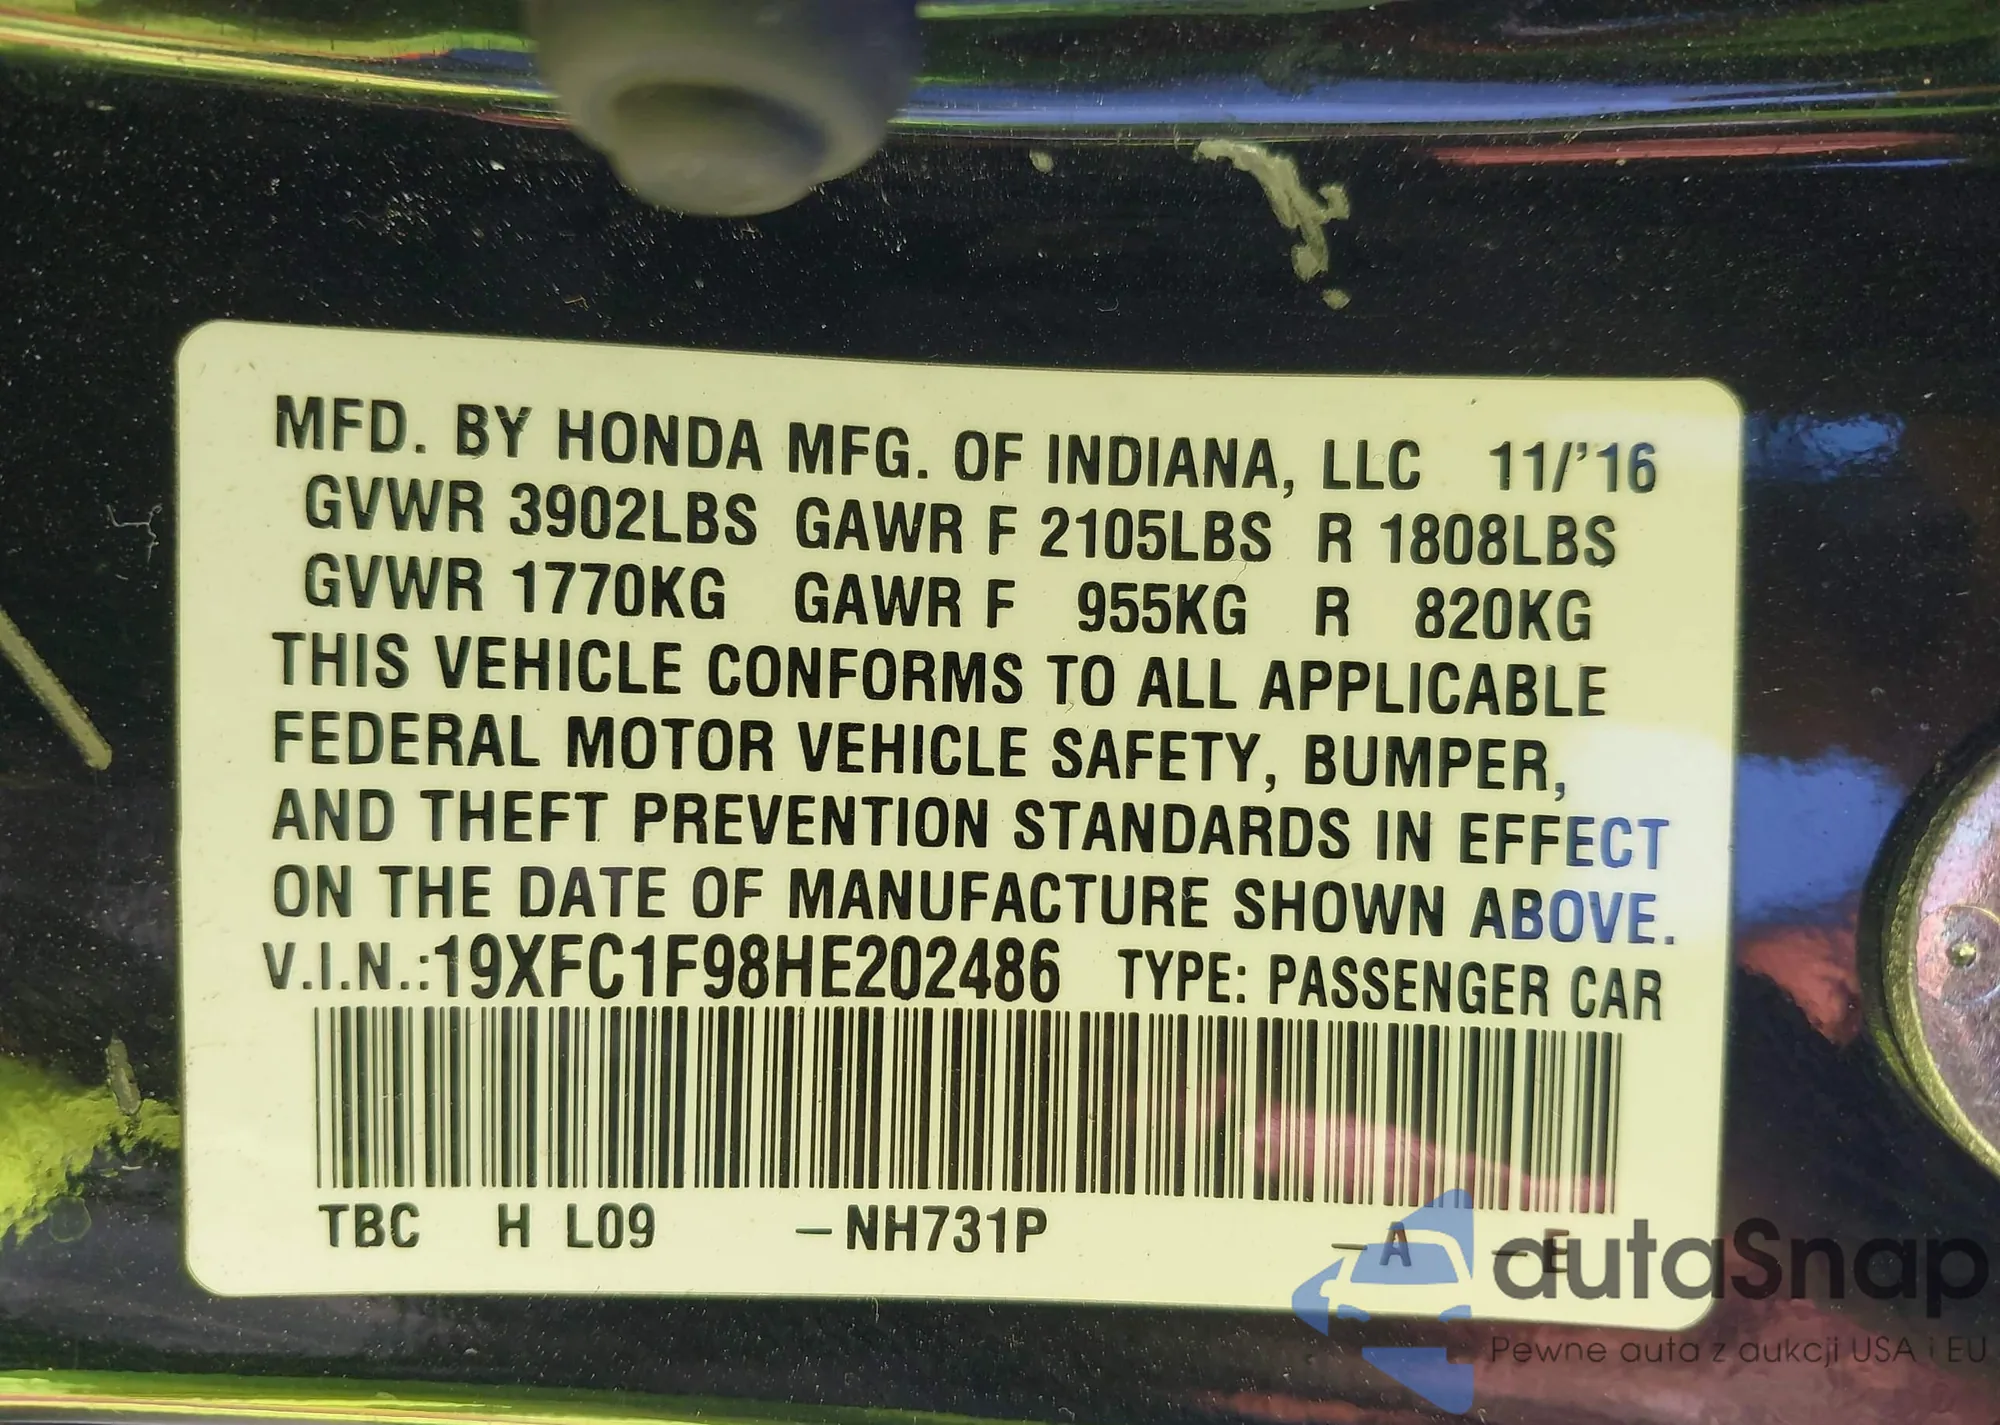 MFD. BY HONDA MFG. OF INDIANA, LLC 11/'16
GVWR 3902LBS GAWR F 2105LBS R 1808LBS
GVWR 1770KG GAWR F 955KG R 820KG
THIS VEHICLE CONFORMS TO ALL APPLICABLE
FEDERAL MOTOR VEHICLE SAFETY, BUMPER,
AND THEFT PREVENTION STANDARDS IN EFFECT
ON THE DATE OF MANUFACTURE SHOWN ABOVE.
V.I.N.:19XFC1F98HE202486 TYPE: PASSENGER CAR
TBC H L09 –NH731P –A –E
autaSnap
Pewne auta z aukcji USA i EU